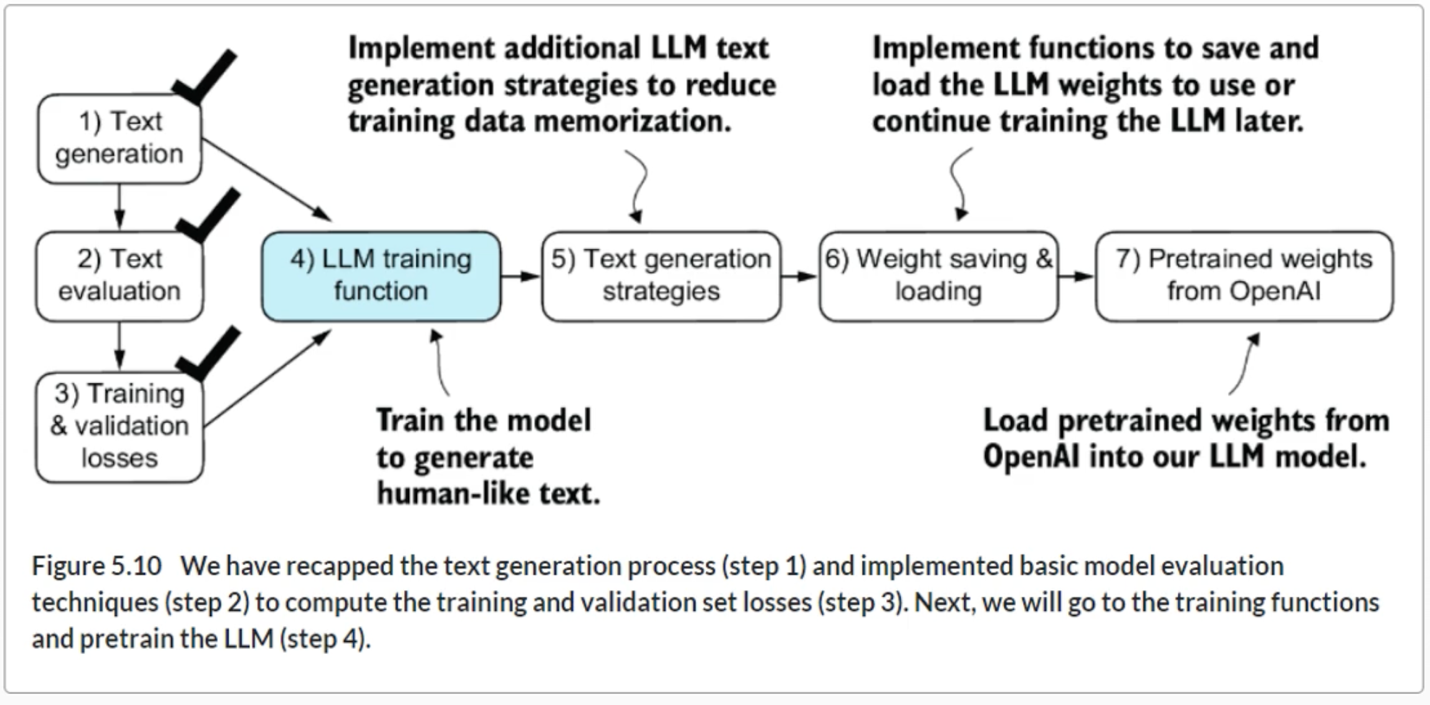 Implement additional LLM text
generation strategies to reduce
training data memorization.
Implement functions to save and
load the LLM weights to use or
continue training the LLM later.
1) Text
generation
2) Text
evaluation
3) Training
& validation
losses
4) LLM training
function
5) Text generation
strategies
6) Weight saving &
loading
7) Pretrained weights
from OpenAI
Train the model
to generate
human-like text.
Load pretrained weights from
OpenAI into our LLM model.
Figure 5.10 We have recapped the text generation process (step 1) and implemented basic model evaluation
techniques (step 2) to compute the training and validation set losses (step 3). Next, we will go to the training functions
and pretrain the LLM (step 4).